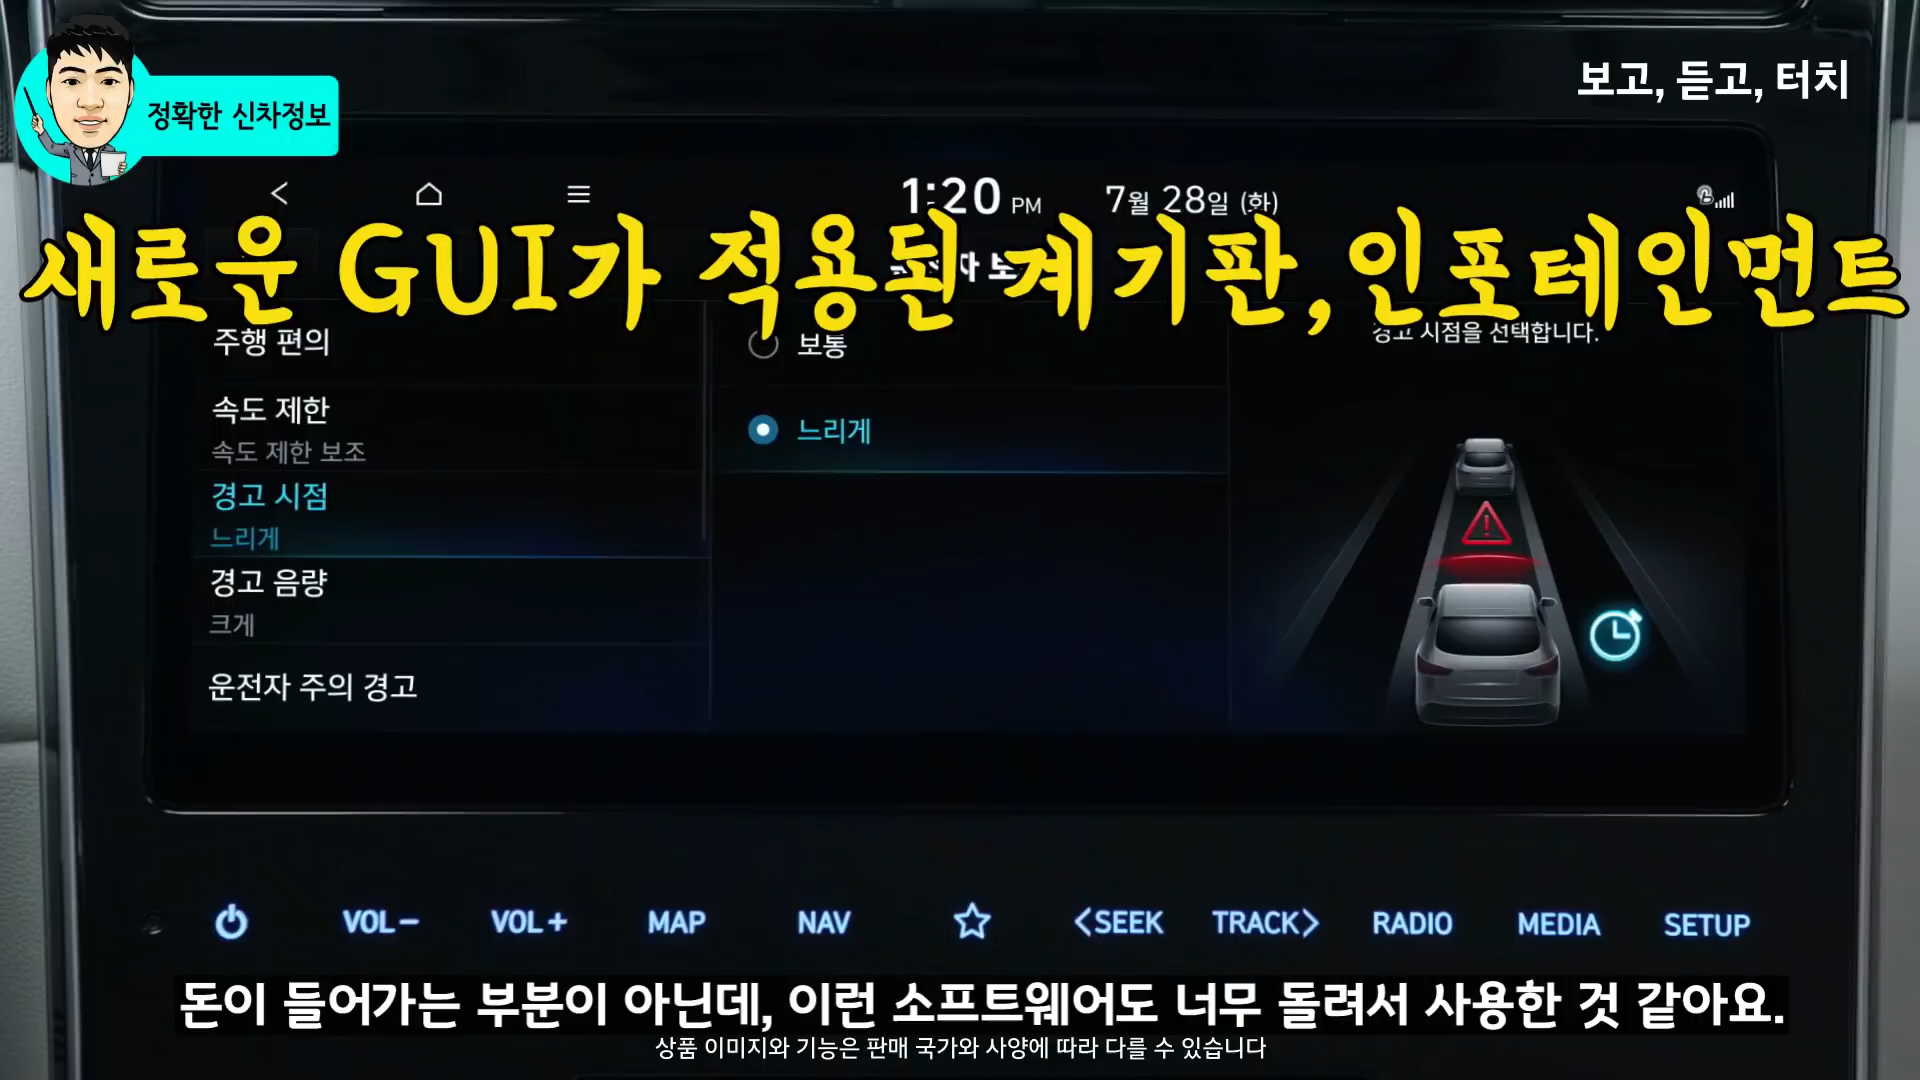 정확한 신차정보
보고, 듣고, 터치
1:20 PM 7월 28일 (화)
새로운 GUI가 적용된 계기판,인포테인먼트
주행 편의
속도 제한
속도 제한 보조
경고 시점
느리게
경고 음량
크게
운전자 주의 경고
보통
느리게
경고 시점을 선택합니다.
VOL− VOL+ MAP NAV <SEEK TRACK> RADIO MEDIA SETUP
돈이 들어가는 부분이 아닌데, 이런 소프트웨어도 너무 돌려서 사용한 것 같아요.
상품 이미지와 기능은 판매 국가와 사양에 따라 다를 수 있습니다